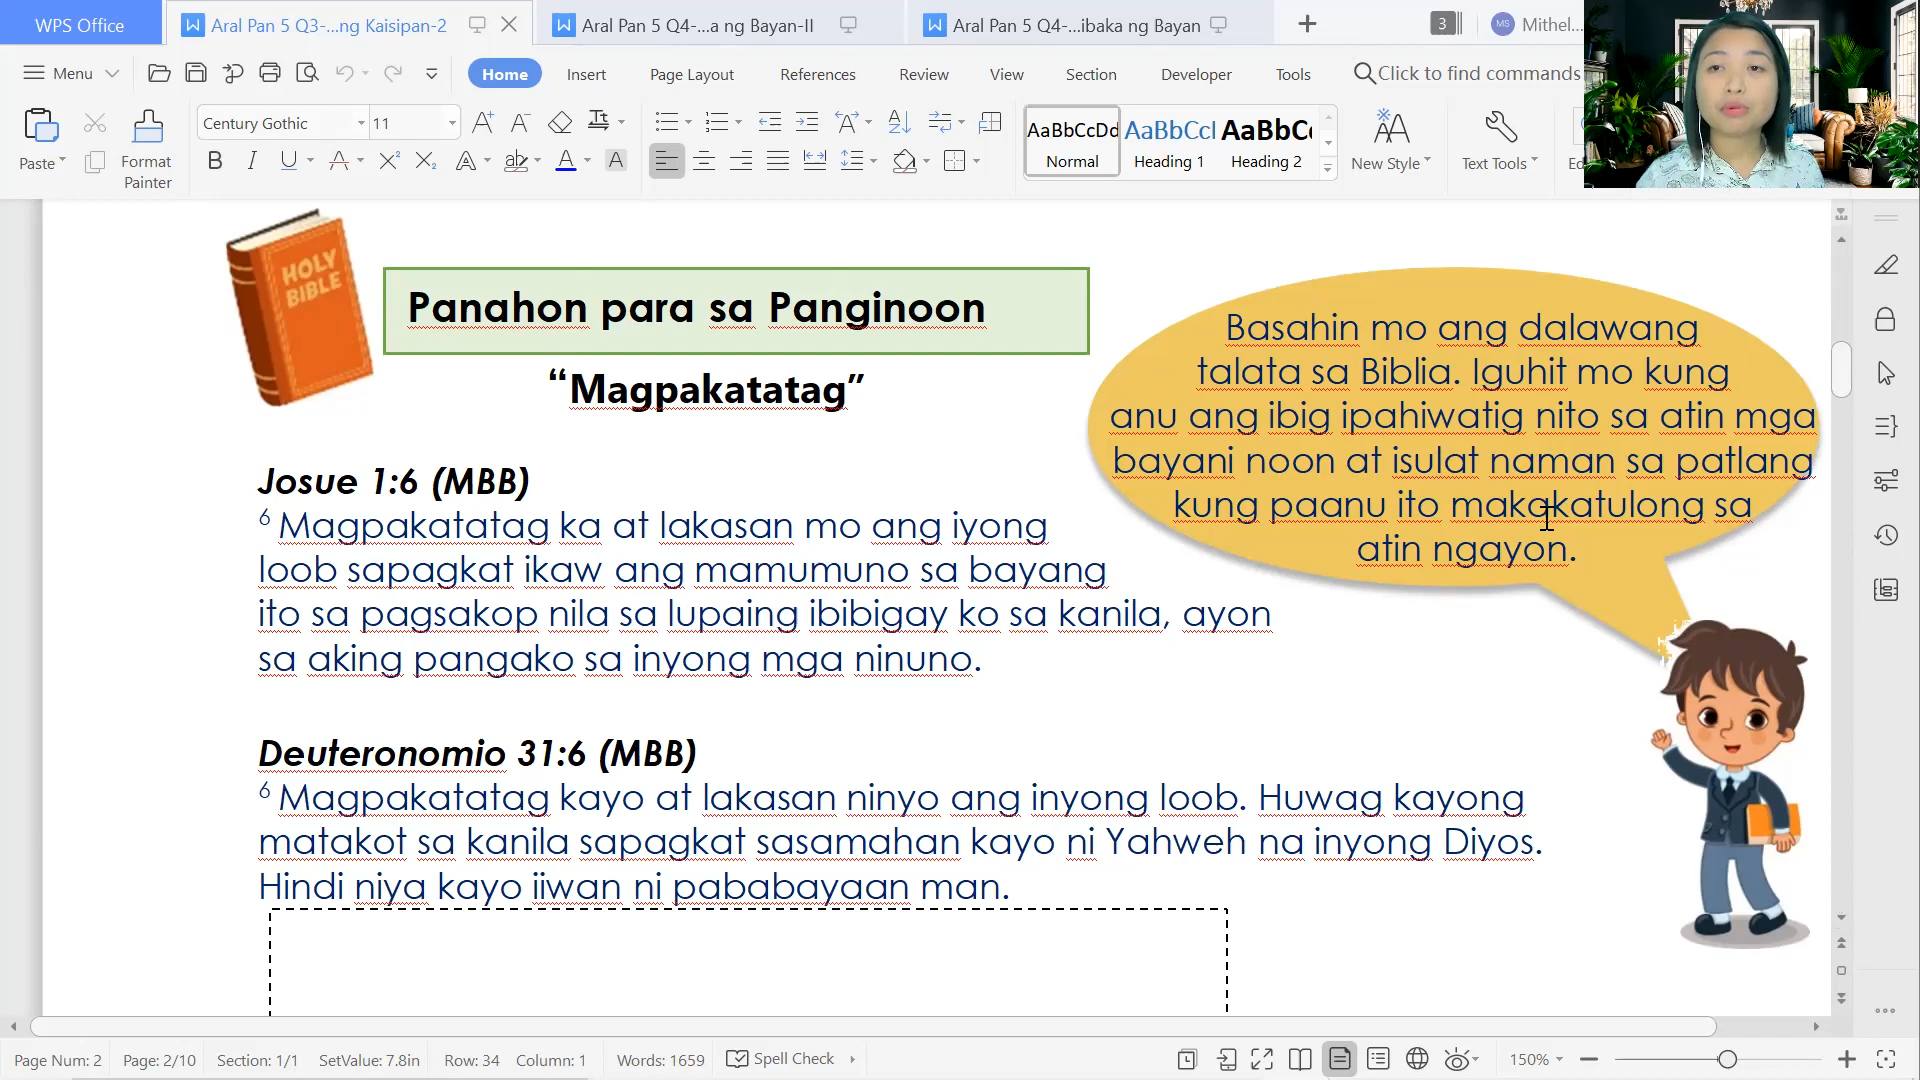 WPS Office
Aral Pan 5 Q3-...ng Kaisipan-2
Aral Pan 5 Q4-...a ng Bayan-II
Aral Pan 5 Q4-...ibaka ng Bayan
3
MS
Mithel...
Menu
Home
Insert
Page Layout
References
Review
View
Section
Developer
Tools
Click to find commands
Paste
Format
Painter
Century Gothic
11
AaBbCcDd
Normal
AaBbCcl
Heading 1
AaBbC
Heading 2
New Style
Text Tools
HOLY
BIBLE
Panahon para sa Panginoon
“Magpakatatag”
Josue 1:6 (MBB)
6 Magpakatatag ka at lakasan mo ang iyong
loob sapagkat ikaw ang mamumuno sa bayang
ito sa pagsakop nila sa lupaing ibibigay ko sa kanila, ayon
sa aking pangako sa inyong mga ninuno.
Deuteronomio 31:6 (MBB)
6 Magpakatatag kayo at lakasan ninyo ang inyong loob. Huwag kayong
matakot sa kanila sapagkat sasamahan kayo ni Yahweh na inyong Diyos.
Hindi niya kayo iiwan ni pababayaan man.
Basahin mo ang dalawang
talata sa Biblia. Iguhit mo kung
anu ang ibig ipahiwatig nito sa atin mga
bayani noon at isulat naman sa patlang
kung paanu ito makakatulong sa
atin ngayon.
Page Num: 2
Page: 2/10
Section: 1/1
SetValue: 7.8in
Row: 34
Column: 1
Words: 1659
Spell Check
150%